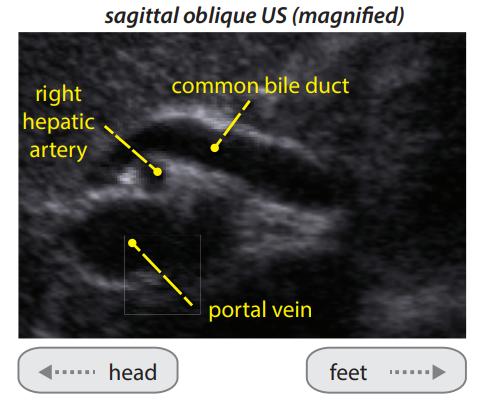 sagittal oblique US (magnified)
common bile duct
right
hepatic
artery
portal vein
head
feet